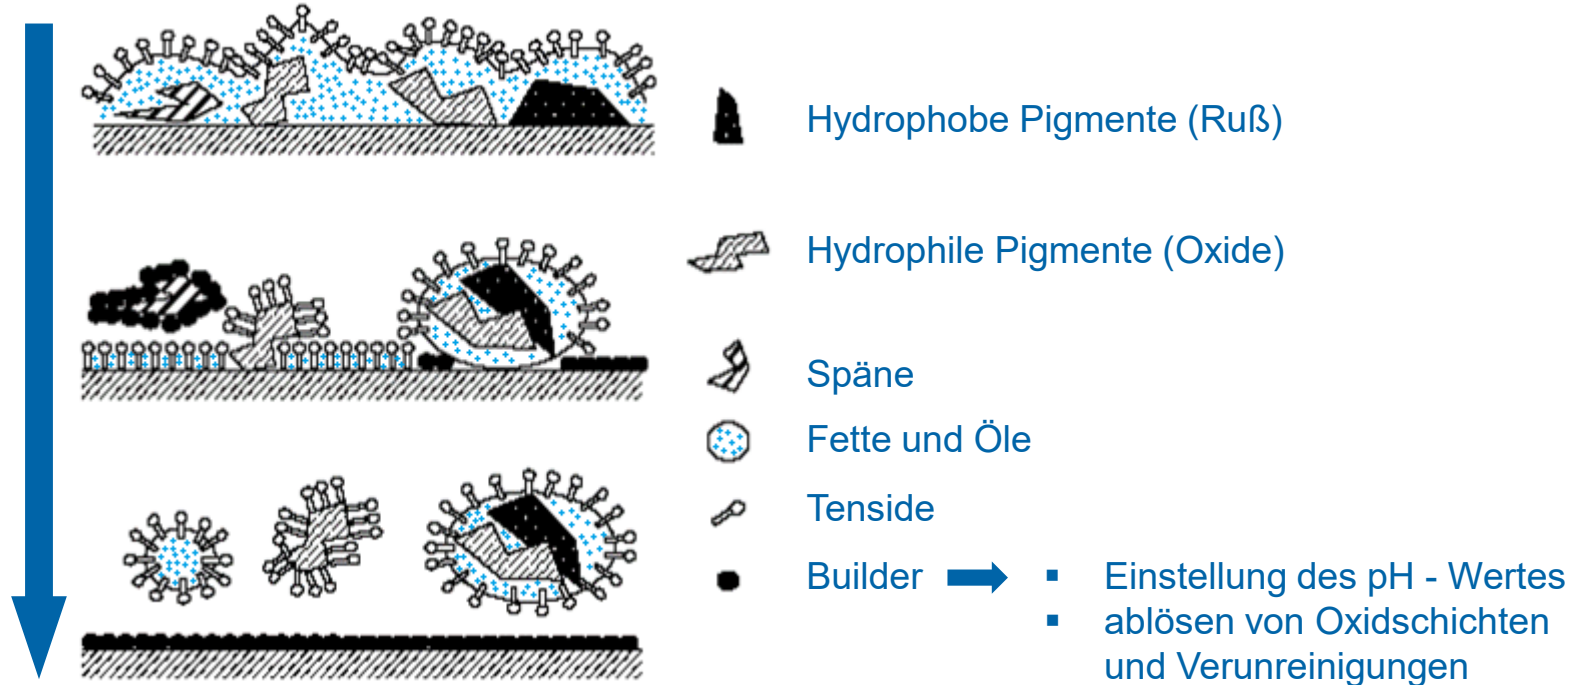 Hydrophobe Pigmente (Ruß)
Hydrophile Pigmente (Oxide)
Späne
Fette und Öle
Tenside
Builder
▪ Einstellung des pH - Wertes
▪ ablösen von Oxidschichten
und Verunreinigungen